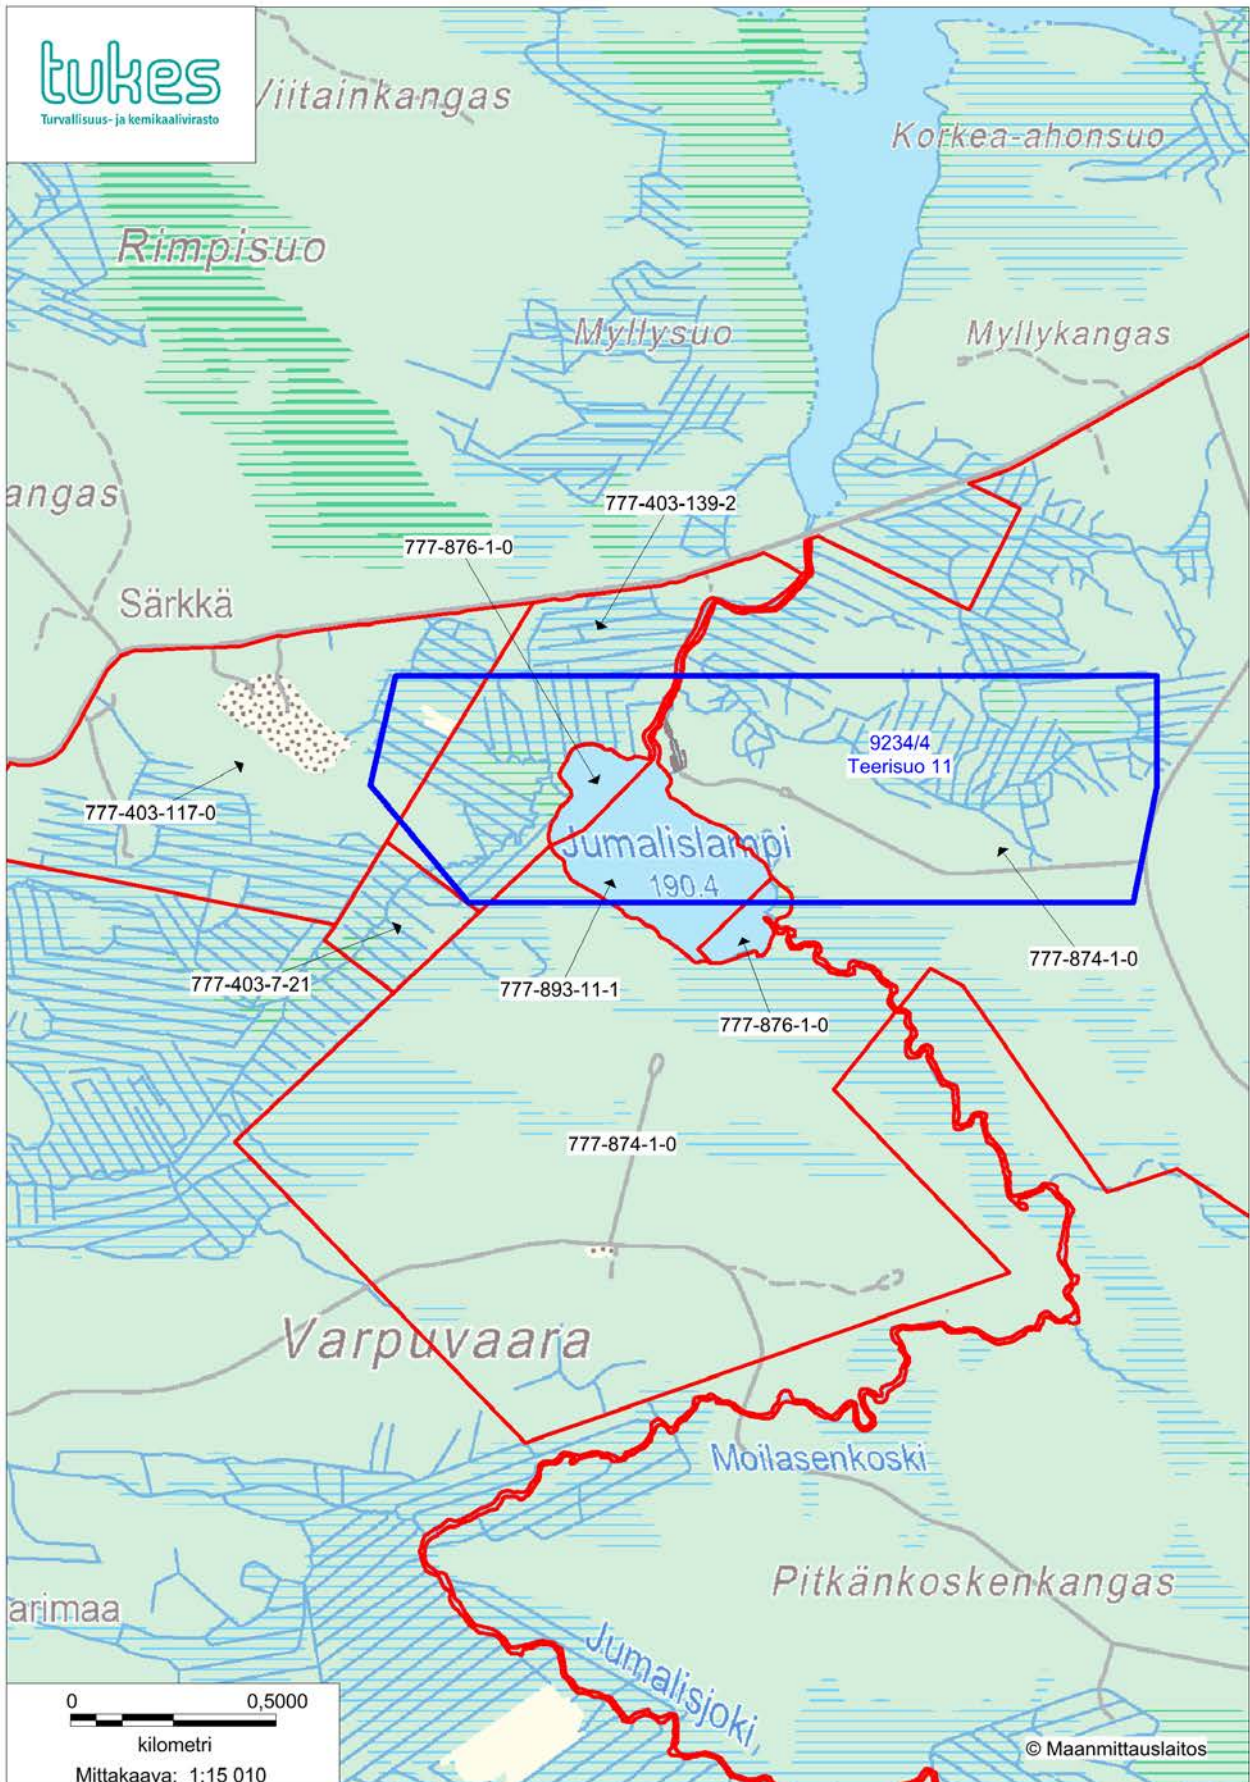 tukes
Turvallisuus- ja kemikaalivirasto
Viitainkangas
Korkea-ahonsuo
Rimpisuo
Myllysuo
Myllykangas
angas
777-403-139-2
777-876-1-0
Särkkä
9234/4
Teerisuo 11
777-403-117-0
Jumalislampi
190.4
777-403-7-21
777-893-11-1
777-874-1-0
777-876-1-0
777-874-1-0
Varpuvaara
Moilasenkoski
Pitkänkoskenkangas
arimaa
Jumalisjoki
0 0,5000
kilometri
Mittakaava: 1:15 010
© Maanmittauslaitos